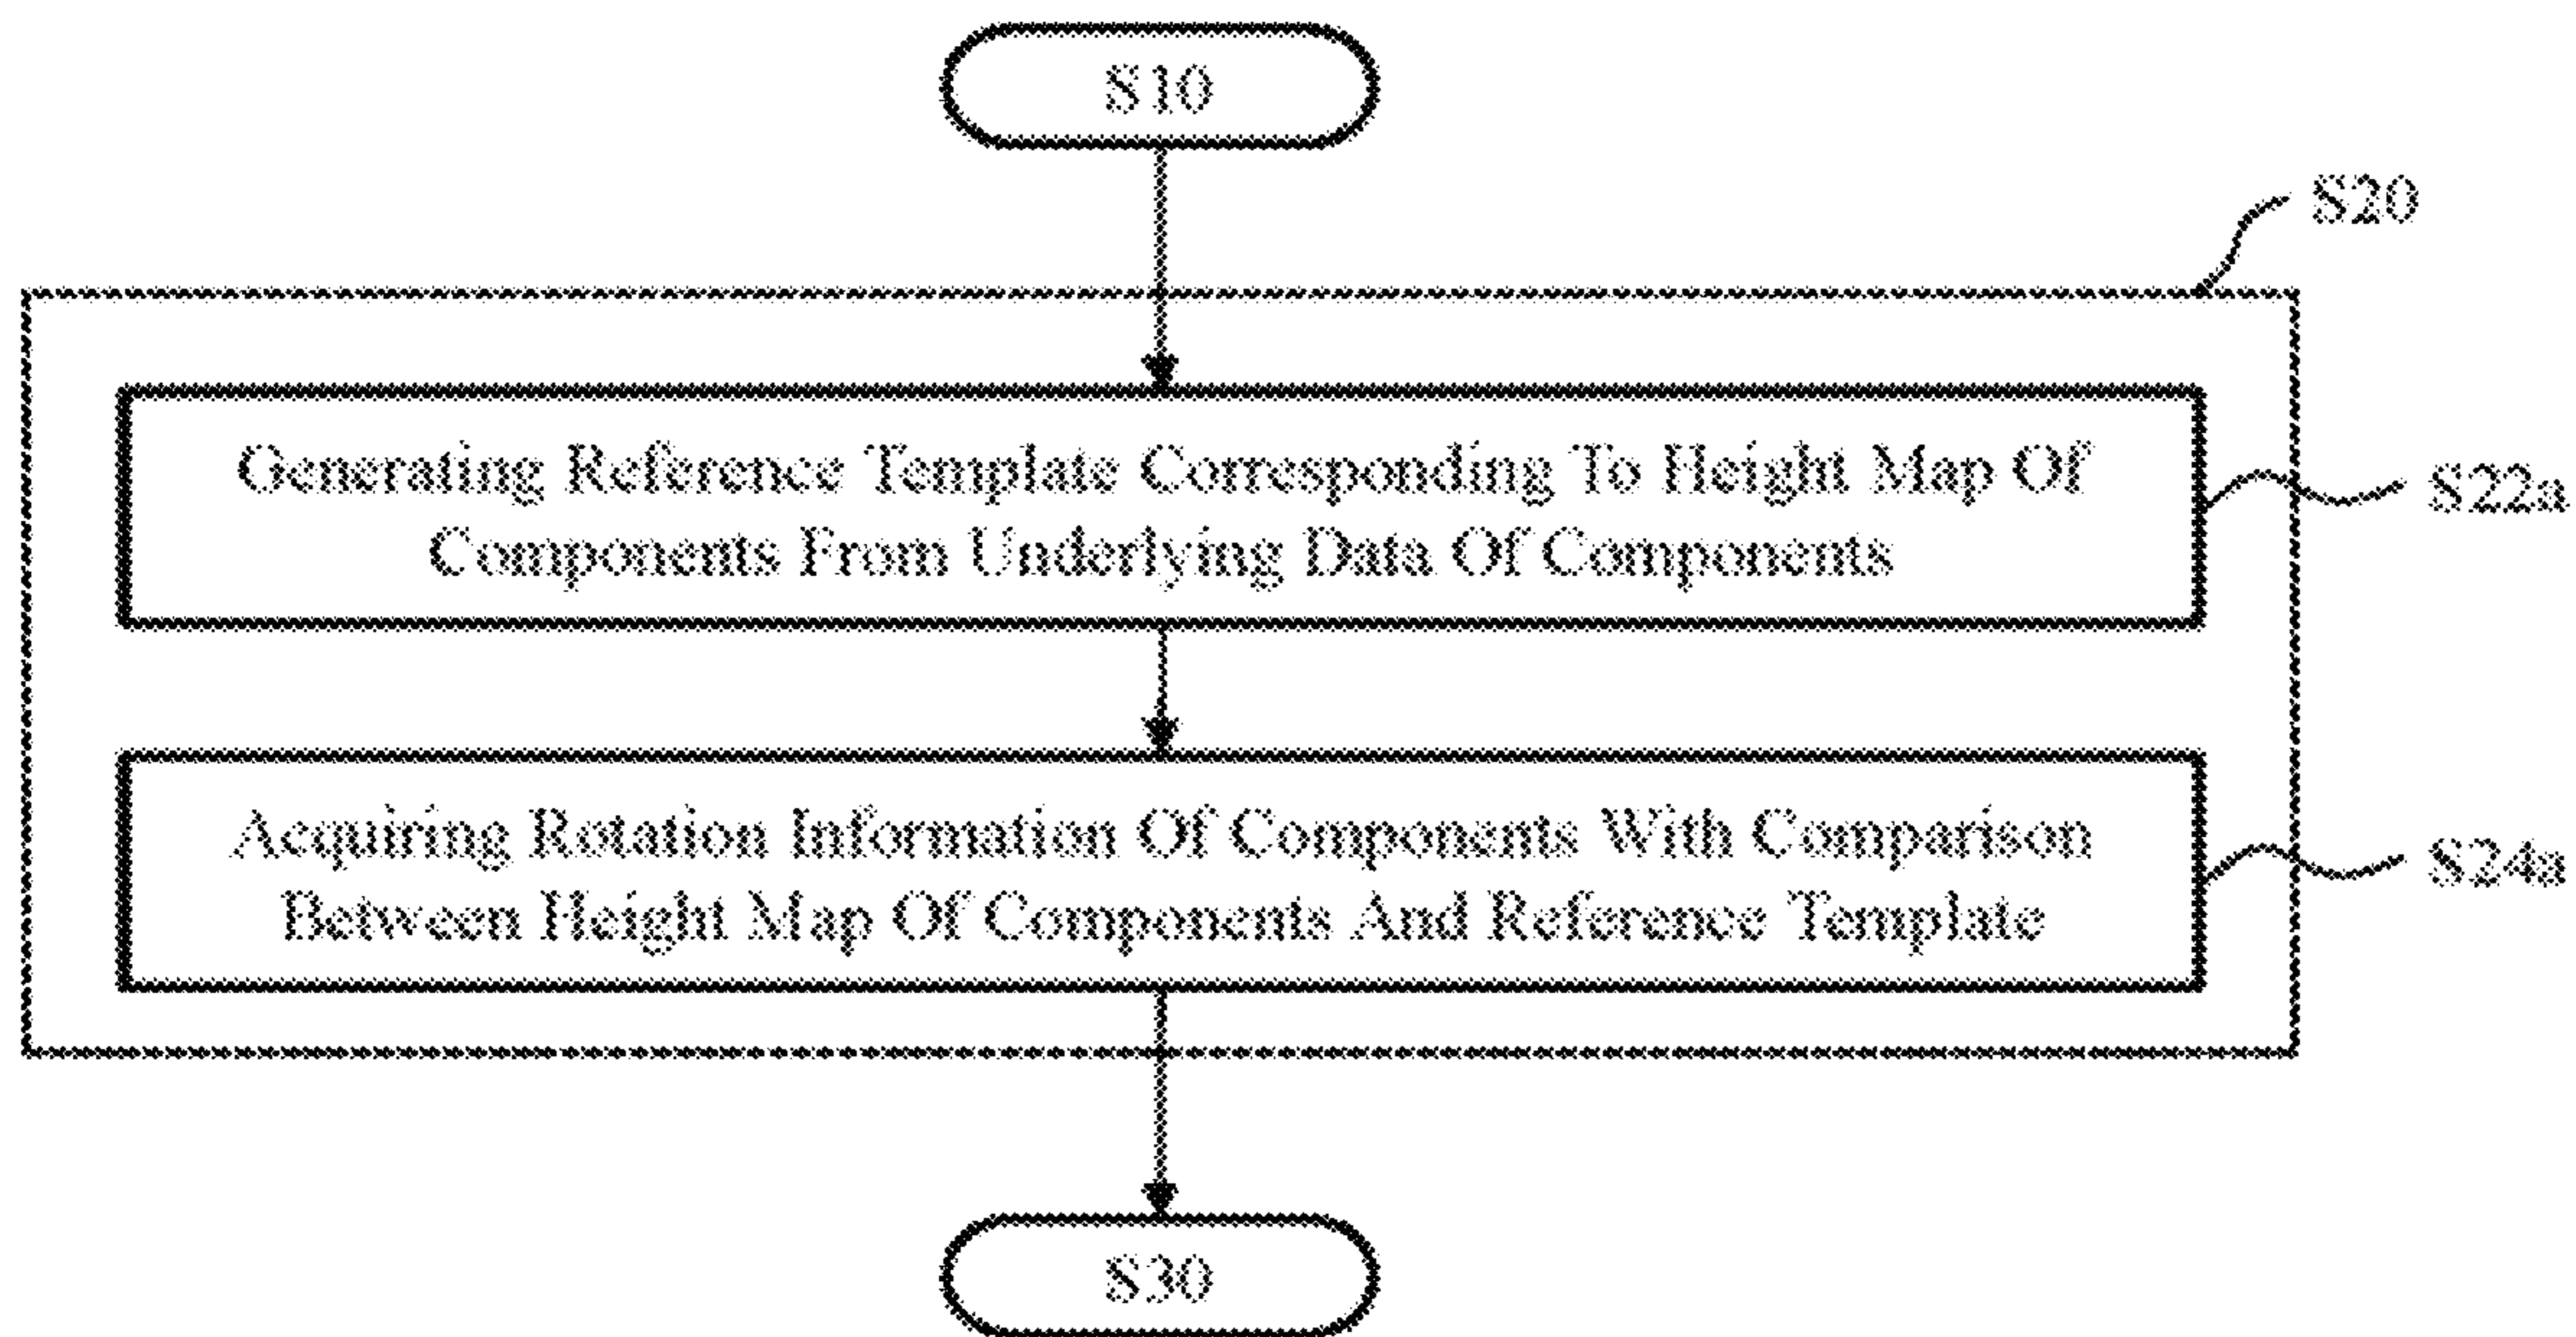 S10
S20
Generating Reference Template Corresponding To Height Map Of
Components From Underlying Data Of Components
S22a
Acquiring Rotation Information Of Components With Comparison
Between Height Map Of Components And Reference Template
S24a
S30